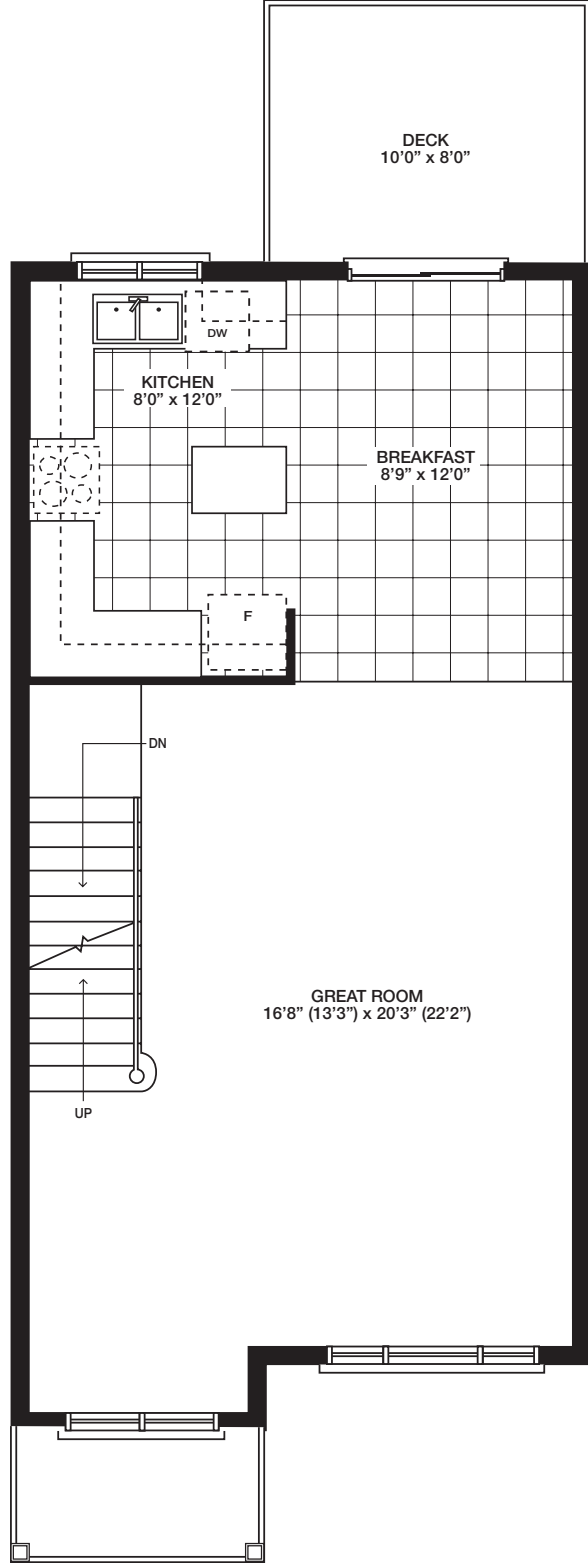 DECK
10’0” x 8’0”
DW
KITCHEN
8’0” x 12’0”
BREAKFAST
8’9” x 12’0”
F
DN
GREAT ROOM
16’8” (13’3”) x 20’3” (22’2”)
UP